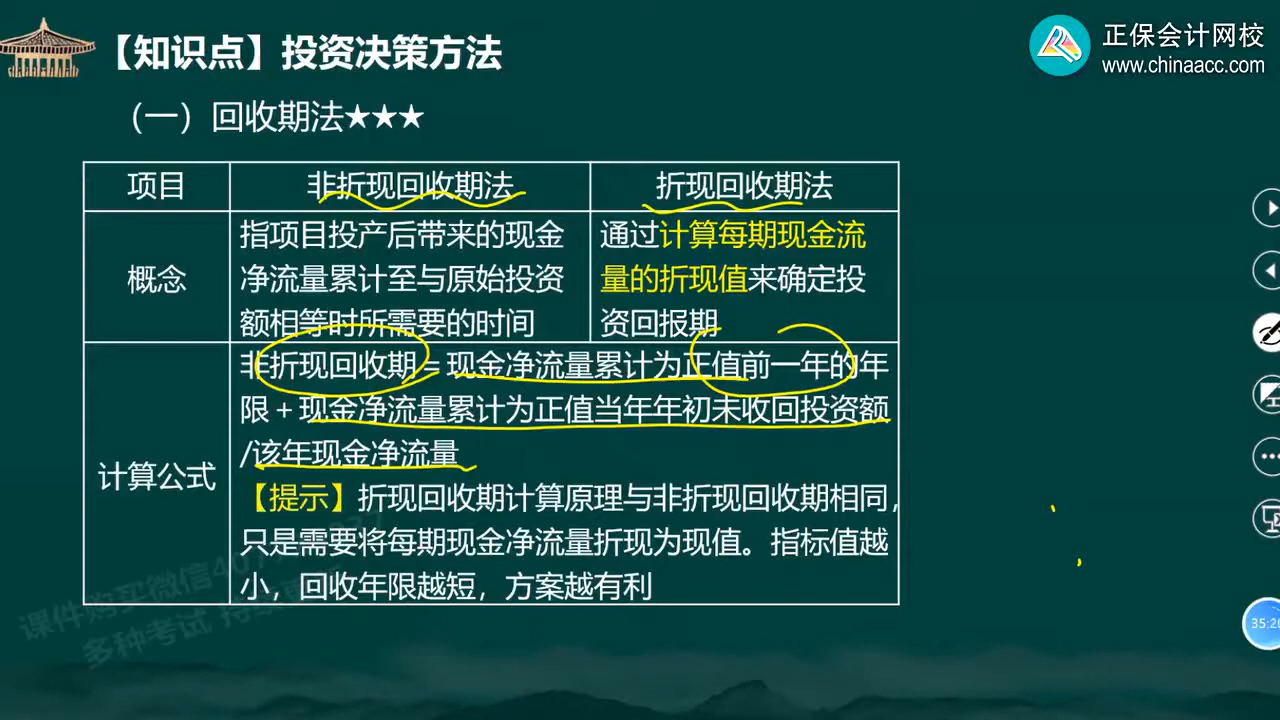 【知识点】投资决策方法
正保会计网校
www.chinaacc.com
（一）回收期法★★★
项目
非折现回收期法
折现回收期法
概念
指项目投产后带来的现金
净流量累计至与原始投资
额相等时所需要的时间
通过计算每期现金流
量的折现值来确定投
资回报期
计算公式
非折现回收期＝现金净流量累计为正值前一年的年
限＋现金净流量累计为正值当年年初未收回投资额
/该年现金净流量
【提示】折现回收期计算原理与非折现回收期相同，
只是需要将每期现金净流量折现为现值。指标值越
小，回收年限越短，方案越有利
课件购买微信
多种考试